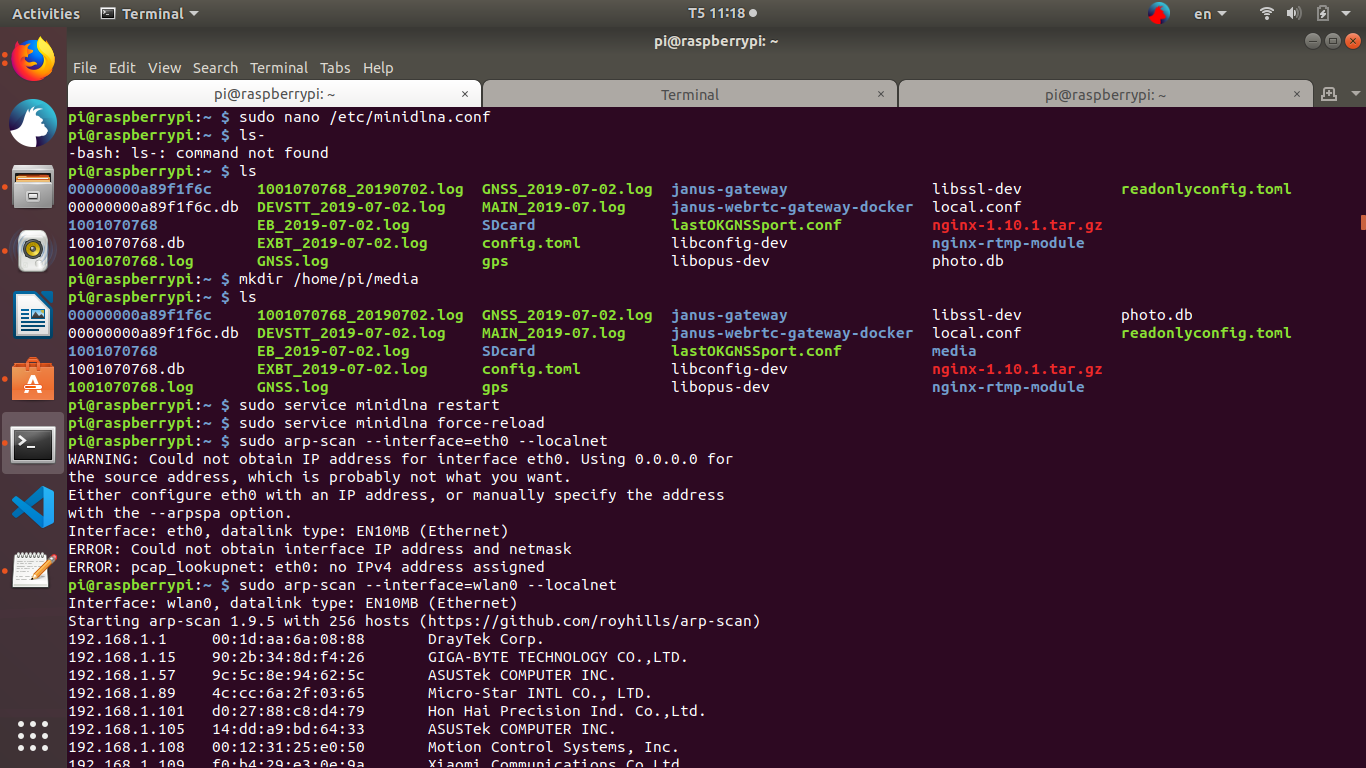 Activities Terminal T5 11:18 en
pi@raspberrypi: ~
File Edit View Search Terminal Tabs Help
pi@raspberrypi: ~ × Terminal × pi@raspberrypi: ~ ×
pi@raspberrypi:~ $ sudo nano /etc/minidlna.conf
pi@raspberrypi:~ $ ls-
-bash: ls-: command not found
pi@raspberrypi:~ $ ls
00000000a89f1f6c 1001070768_20190702.log GNSS_2019-07-02.log janus-gateway libssl-dev readonlyconfig.toml
00000000a89f1f6c.db DEVSTT_2019-07-02.log MAIN_2019-07.log janus-webrtc-gateway-docker local.conf
1001070768 EB_2019-07-02.log SDcard lastOKGNSSport.conf nginx-1.10.1.tar.gz
1001070768.db EXBT_2019-07-02.log config.toml libconfig-dev nginx-rtmp-module
1001070768.log GNSS.log gps libopus-dev photo.db
pi@raspberrypi:~ $ mkdir /home/pi/media
pi@raspberrypi:~ $ ls
00000000a89f1f6c 1001070768_20190702.log GNSS_2019-07-02.log janus-gateway libssl-dev photo.db
00000000a89f1f6c.db DEVSTT_2019-07-02.log MAIN_2019-07.log janus-webrtc-gateway-docker local.conf readonlyconfig.toml
1001070768 EB_2019-07-02.log SDcard lastOKGNSSport.conf media
1001070768.db EXBT_2019-07-02.log config.toml libconfig-dev nginx-1.10.1.tar.gz
1001070768.log GNSS.log gps libopus-dev nginx-rtmp-module
pi@raspberrypi:~ $ sudo service minidlna restart
pi@raspberrypi:~ $ sudo service minidlna force-reload
pi@raspberrypi:~ $ sudo arp-scan --interface=eth0 --localnet
WARNING: Could not obtain IP address for interface eth0. Using 0.0.0.0 for
the source address, which is probably not what you want.
Either configure eth0 with an IP address, or manually specify the address
with the --arpspa option.
Interface: eth0, datalink type: EN10MB (Ethernet)
ERROR: Could not obtain interface IP address and netmask
ERROR: pcap_lookupnet: eth0: no IPv4 address assigned
pi@raspberrypi:~ $ sudo arp-scan --interface=wlan0 --localnet
Interface: wlan0, datalink type: EN10MB (Ethernet)
Starting arp-scan 1.9.5 with 256 hosts (https://github.com/royhills/arp-scan)
192.168.1.1 00:1d:aa:6a:08:88 DrayTek Corp.
192.168.1.15 90:2b:34:8d:f4:26 GIGA-BYTE TECHNOLOGY CO.,LTD.
192.168.1.57 9c:5c:8e:94:62:5c ASUSTek COMPUTER INC.
192.168.1.89 4c:cc:6a:2f:03:65 Micro-Star INTL CO., LTD.
192.168.1.101 d0:27:88:c8:d4:79 Hon Hai Precision Ind. Co.,Ltd.
192.168.1.105 14:dd:a9:bd:64:33 ASUSTek COMPUTER INC.
192.168.1.108 00:12:31:25:e0:50 Motion Control Systems, Inc.
192.168.1.109 f0:b4:29:e3:0e:9a Xiaomi Communications Co Ltd